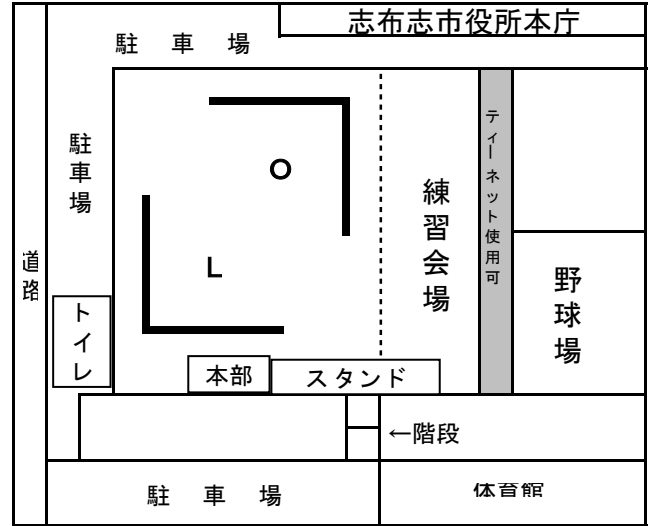 志布志市役所本庁
駐車場
駐車場
ティーネット使用可
練習会場
O
L
道路
野球場
トイレ
本部
スタンド
←階段
駐車場
体育館